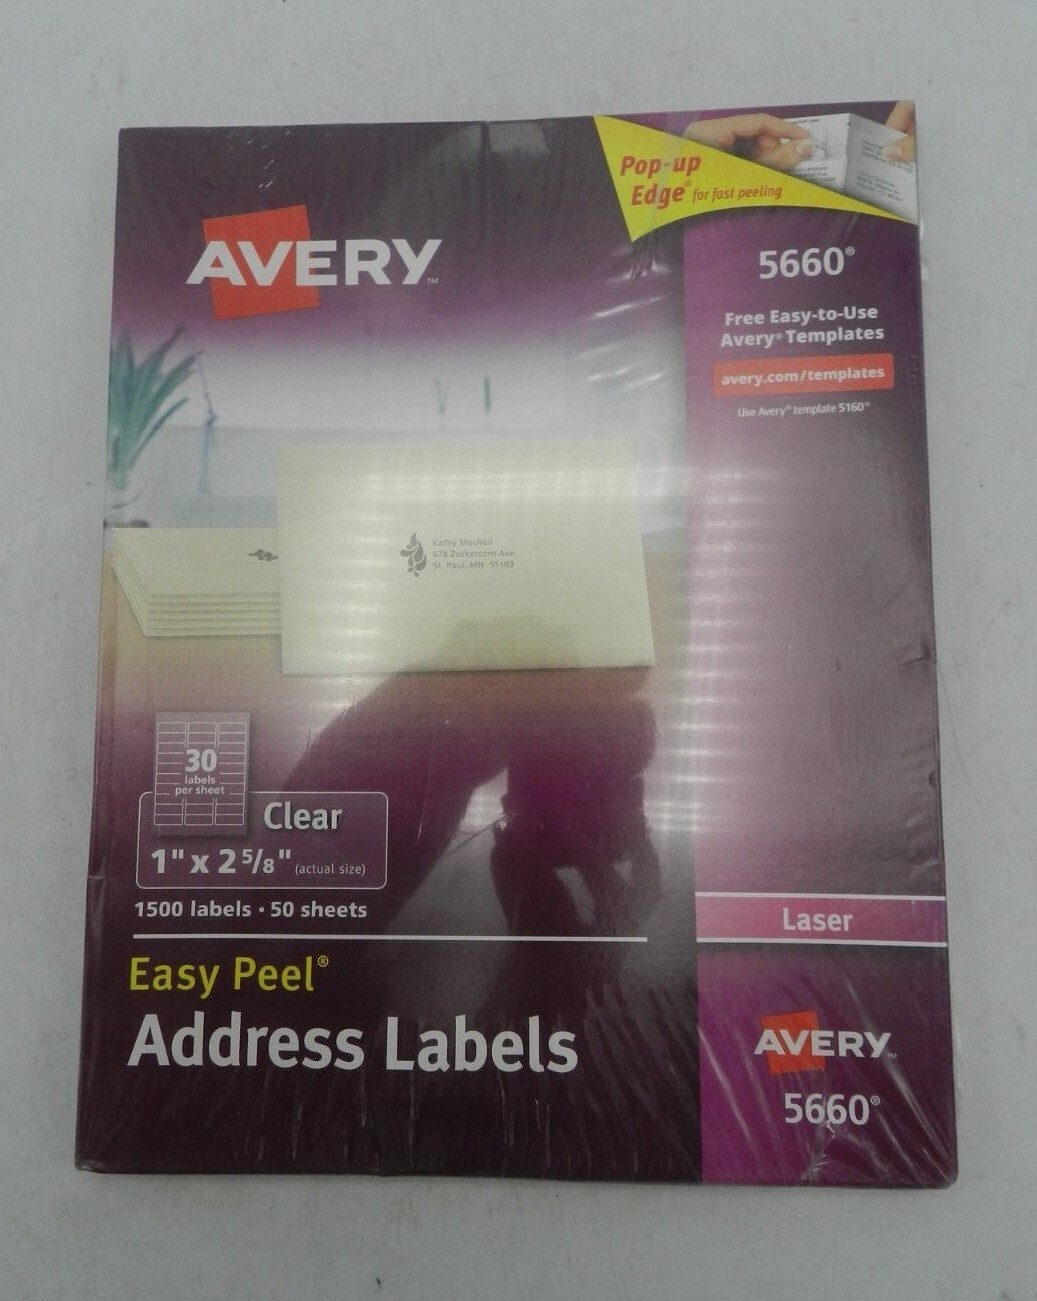 Pop-up
Edge® for fast peeling
AVERY™
5660®
Free Easy-to-Use
Avery® Templates
avery.com/templates
Use Avery® template 5160®
Kathy MacNeil
678 Zuckercorn Ave
St. Paul, MN 55103
30
labels
per sheet
Clear
1" x 2 5/8" (actual size)
1500 labels • 50 sheets
Laser
Easy Peel®
Address Labels
AVERY™
5660®